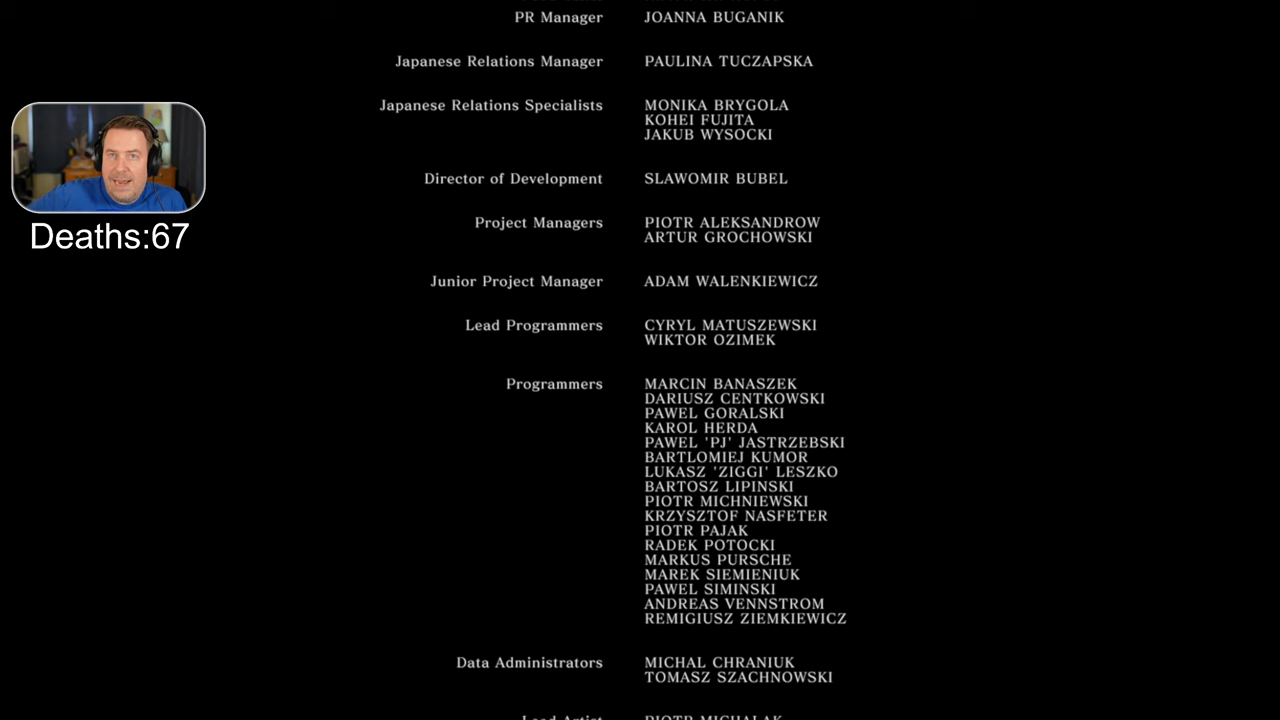 PR Manager JOANNA BUGANIK
Japanese Relations Manager PAULINA TUCZAPSKA
Japanese Relations Specialists MONIKA BRYGOLA
KOHEI FUJITA
JAKUB WYSOCKI
Director of Development SLAWOMIR BUBEL
Deaths:67
Project Managers PIOTR ALEKSANDROW
ARTUR GROCHOWSKI
Junior Project Manager ADAM WALENKIEWICZ
Lead Programmers CYRYL MATUSZEWSKI
WIKTOR OZIMEK
Programmers MARCIN BANASZEK
DARIUSZ CENTKOWSKI
PAWEL GORALSKI
KAROL HERDA
PAWEL 'PJ' JASTRZEBSKI
BARTLOMIEJ KUMOR
LUKASZ 'ZIGGI' LESZKO
BARTOSZ LIPINSKI
PIOTR MICHNIEWSKI
KRZYSZTOF NASFETER
PIOTR PAJAK
RADEK POTOCKI
MARKUS PURSCHE
MAREK SIEMIENIUK
PAWEL SIMINSKI
ANDREAS VENNSTROM
REMIGIUSZ ZIEMKIEWICZ
Data Administrators MICHAL CHRANIUK
TOMASZ SZACHNOWSKI
Lead Artist PIOTR MICHALAK